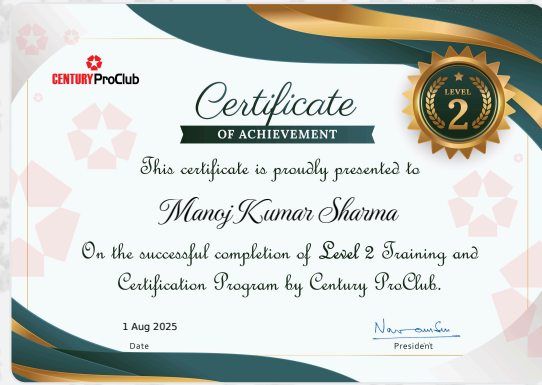 CENTURY ProClub
Certificate
OF ACHIEVEMENT
LEVEL
2
This certificate is proudly presented to
Manoj Kumar Sharma
On the successful completion of Level 2 Training and
Certification Program by Century ProClub.
1 Aug 2025
Date
President